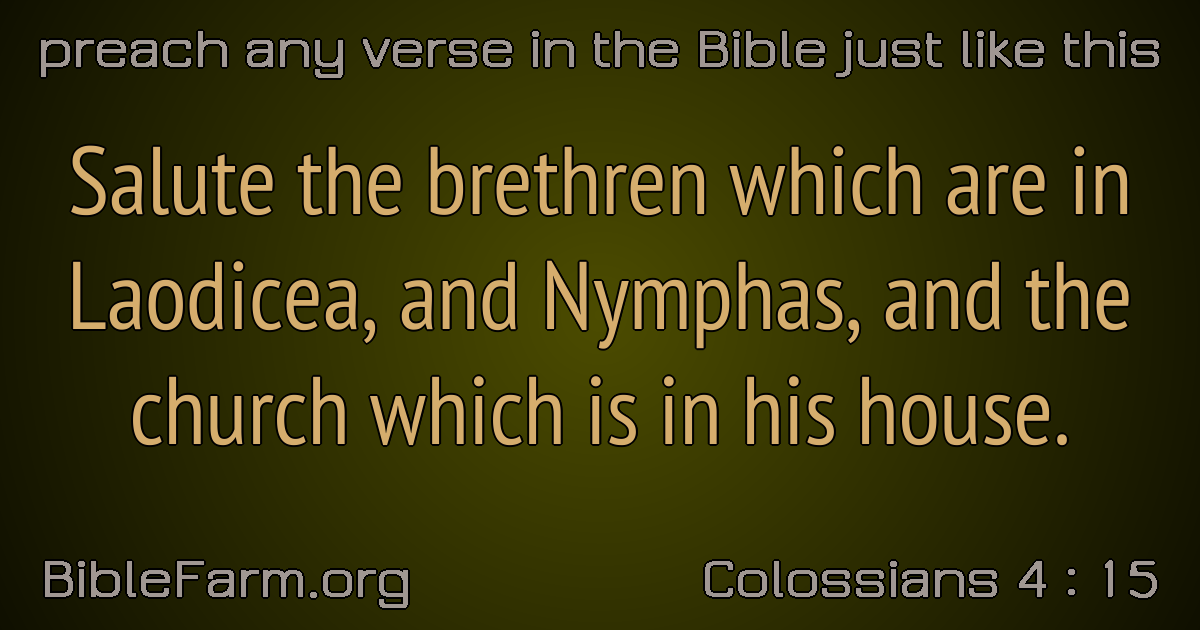 preach any verse in the Bible just like this
Salute the brethren which are in
Laodicea, and Nymphas, and the
church which is in his house.
BibleFarm.org
Colossians 4 : 15